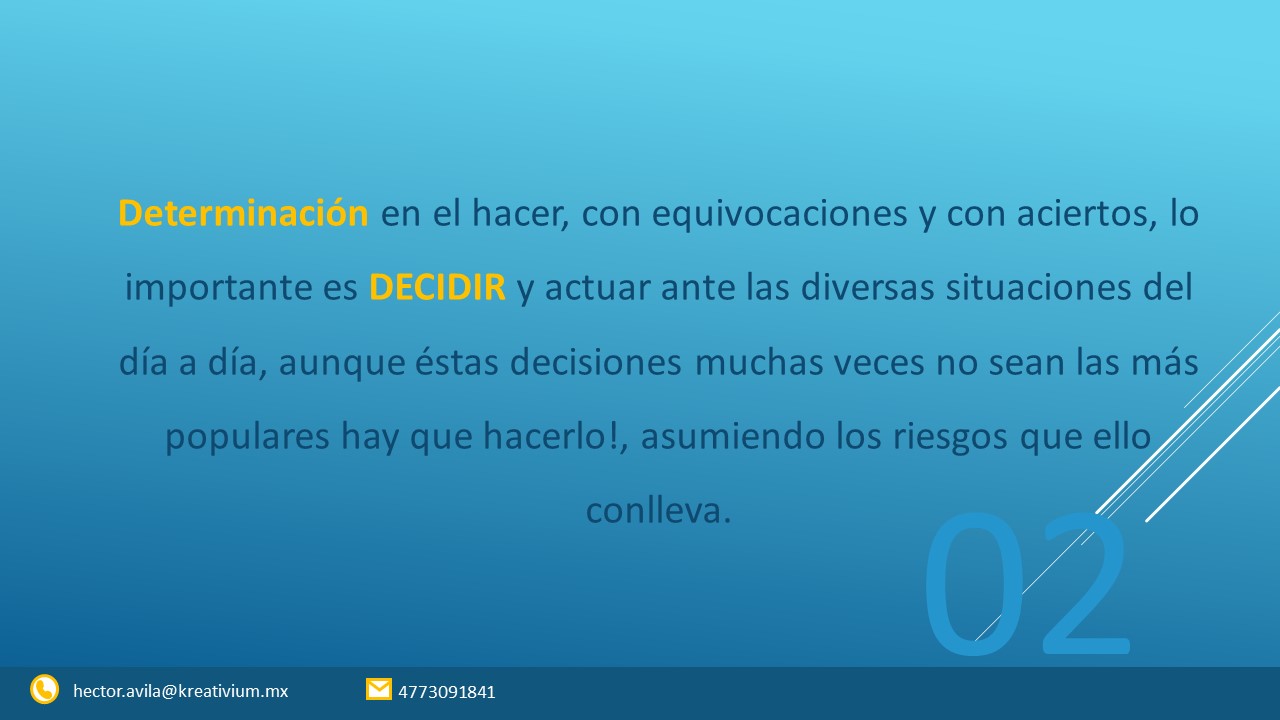 Determinación en el hacer, con equivocaciones y con aciertos, lo
importante es DECIDIR y actuar ante las diversas situaciones del
día a día, aunque éstas decisiones muchas veces no sean las más
populares hay que hacerlo!, asumiendo los riesgos que ello
conlleva.
02
hector.avila@kreativium.mx
4773091841